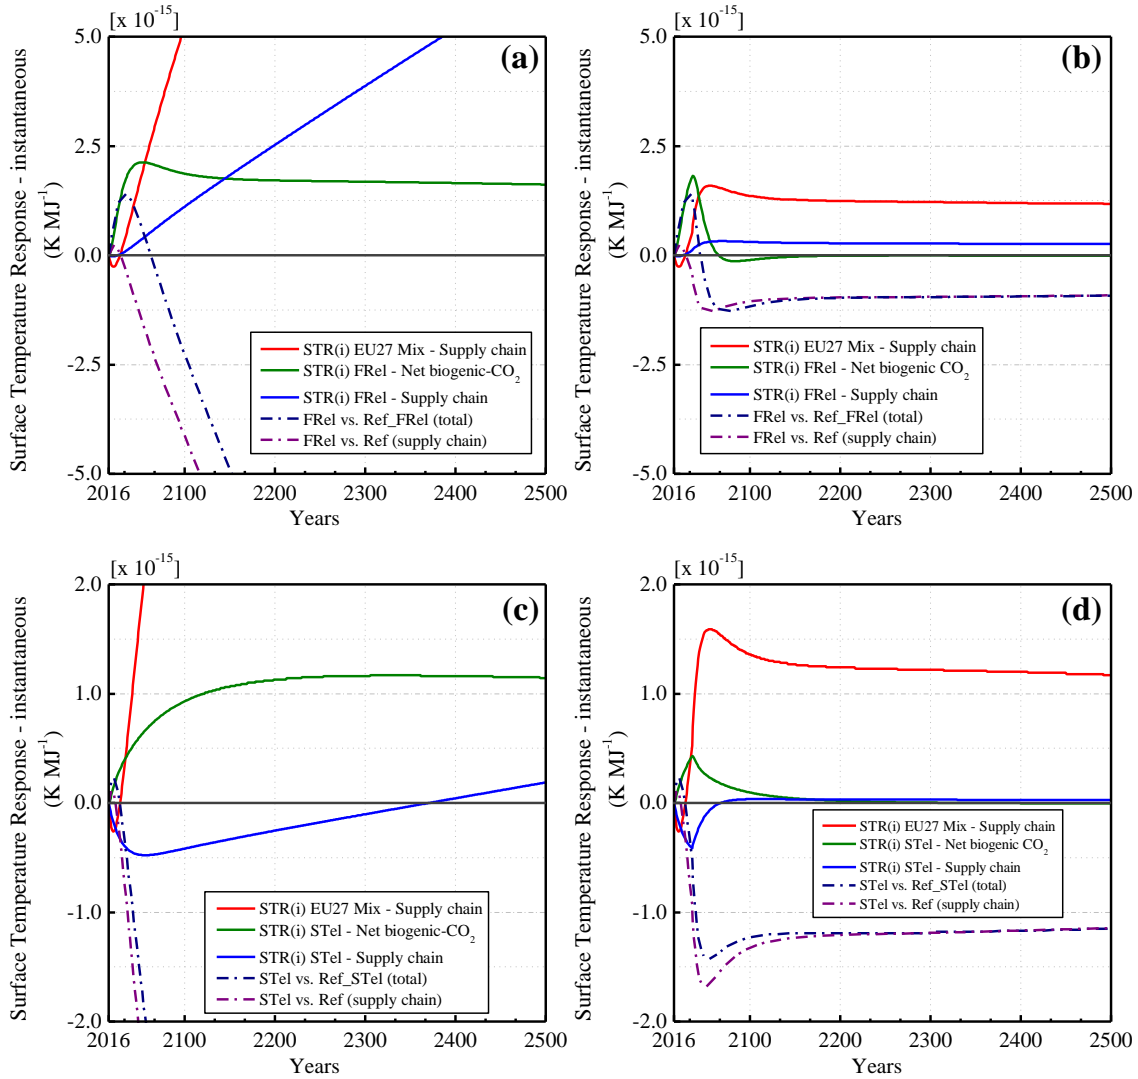 [x 10-15]
5.0
2.5
0.0
-2.5
-5.0
Surface Temperature Response - instantaneous
(K MJ-1)
(a)
STR(i) EU27 Mix - Supply chain
STR(i) FRel - Net biogenic-CO2
STR(i) FRel - Supply chain
FRel vs. Ref_FRel (total)
FRel vs. Ref (supply chain)
2016 2100 2200 2300 2400 2500
Years
[x 10-15]
5.0
2.5
0.0
-2.5
-5.0
Surface Temperature Response - instantaneous
(K MJ-1)
(b)
STR(i) EU27 Mix - Supply chain
STR(i) FRel - Net biogenic CO2
STR(i) FRel - Supply chain
FRel vs. Ref_FRel (total)
FRel vs. Ref (supply chain)
2016 2100 2200 2300 2400 2500
Years
[x 10-15]
2.0
1.0
0.0
-1.0
-2.0
Surface Temperature Response - instantaneous
(K MJ-1)
(c)
STR(i) EU27 Mix - Supply chain
STR(i) STel - Net biogenic-CO2
STR(i) STel - Supply chain
STel vs. Ref_STel (total)
STel vs. Ref (supply chain)
2016 2100 2200 2300 2400 2500
Years
[x 10-15]
2.0
1.0
0.0
-1.0
-2.0
Surface Temperature Response - instantaneous
(K MJ-1)
(d)
STR(i) EU27 Mix - Supply chain
STR(i) STel - Net biogenic CO2
STR(i) STel - Supply chain
STel vs. Ref_STel (total)
STel vs. Ref (supply chain)
2016 2100 2200 2300 2400 2500
Years